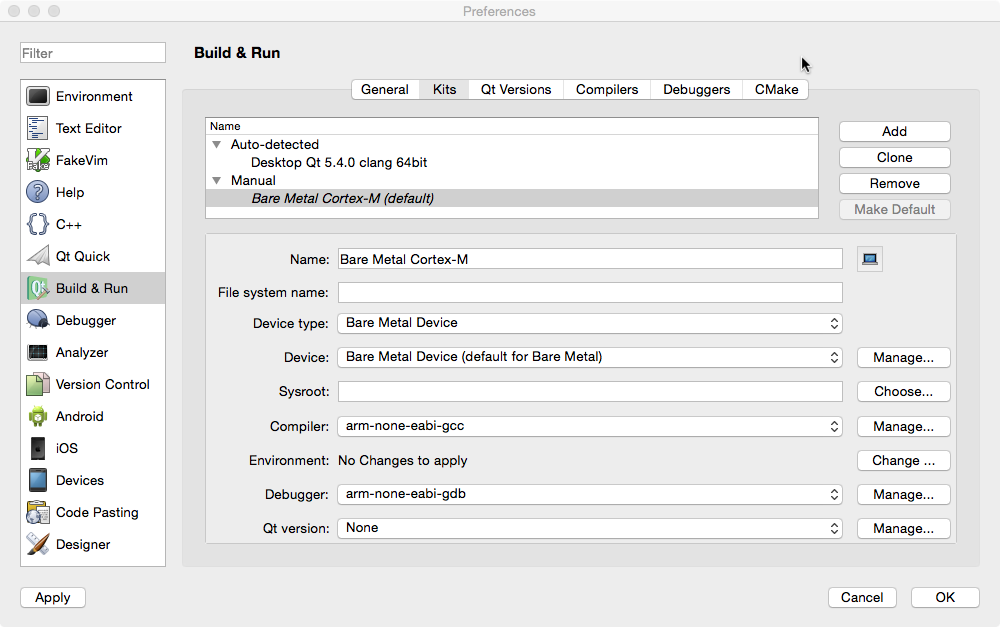 Preferences
Filter
Build & Run
General Kits Qt Versions Compilers Debuggers CMake
Environment
Text Editor
FakeVim
Help
C++
Qt Quick
Build & Run
Debugger
Analyzer
Version Control
Android
iOS
Devices
Code Pasting
Designer
Name
Auto-detected
Desktop Qt 5.4.0 clang 64bit
Manual
Bare Metal Cortex-M (default)
Add
Clone
Remove
Make Default
Name: Bare Metal Cortex-M
File system name:
Device type: Bare Metal Device
Device: Bare Metal Device (default for Bare Metal) Manage...
Sysroot: Choose...
Compiler: arm-none-eabi-gcc Manage...
Environment: No Changes to apply Change ...
Debugger: arm-none-eabi-gdb Manage...
Qt version: None Manage...
Apply Cancel OK